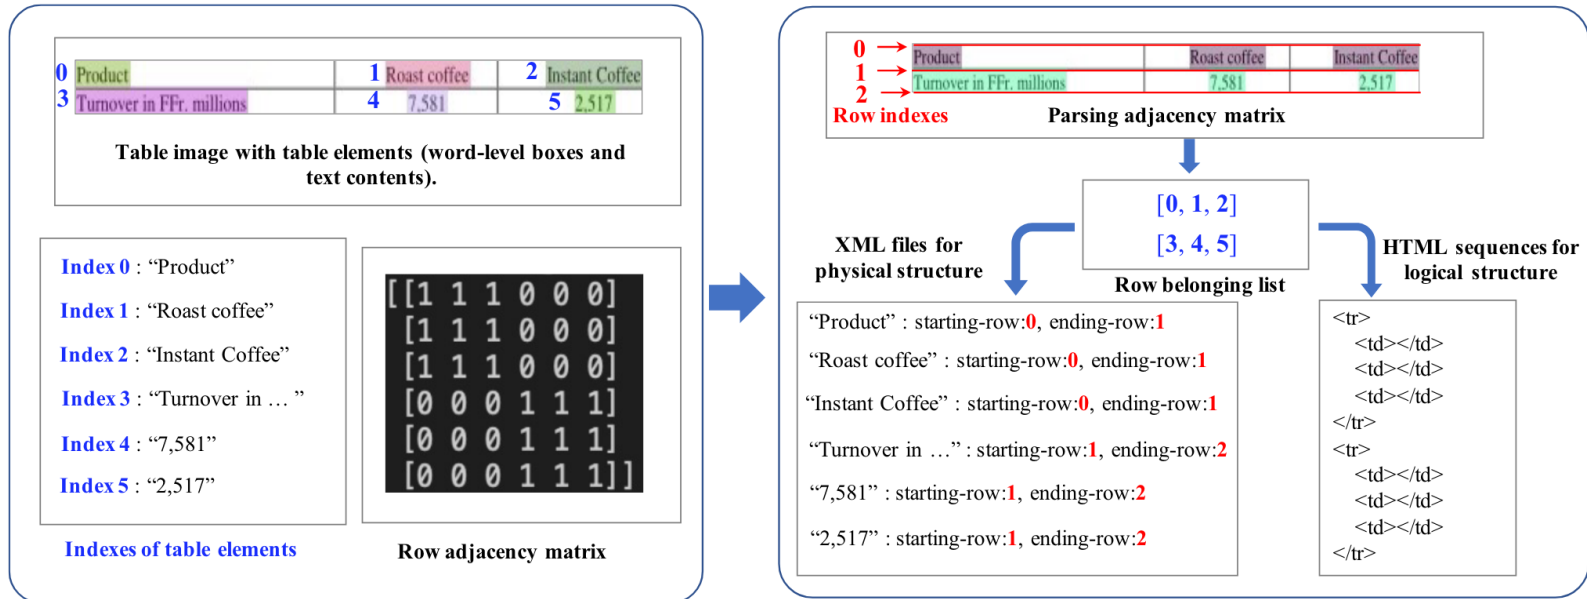 0 Product 1 Roast coffee 2 Instant Coffee
3 Turnover in FFr. millions 4 7,581 5 2,517
Table image with table elements (word-level boxes and
text contents).
Index 0 : “Product”
Index 1 : “Roast coffee”
Index 2 : “Instant Coffee”
Index 3 : “Turnover in … ”
Index 4 : “7,581”
Index 5 : “2,517”
Indexes of table elements
[[1 1 1 0 0 0]
[1 1 1 0 0 0]
[1 1 1 0 0 0]
[0 0 0 1 1 1]
[0 0 0 1 1 1]
[0 0 0 1 1 1]]
Row adjacency matrix
0
Product Roast coffee Instant Coffee
1
Turnover in FFr. millions 7,581 2,517
2
Row indexes
Parsing adjacency matrix
[0, 1, 2]
[3, 4, 5]
Row belonging list
XML files for
physical structure
HTML sequences for
logical structure
“Product” : starting-row:0, ending-row:1
“Roast coffee” : starting-row:0, ending-row:1
“Instant Coffee” : starting-row:0, ending-row:1
“Turnover in …” : starting-row:1, ending-row:2
“7,581” : starting-row:1, ending-row:2
“2,517” : starting-row:1, ending-row:2
<tr>
<td></td>
<td></td>
<td></td>
</tr>
<tr>
<td></td>
<td></td>
<td></td>
</tr>